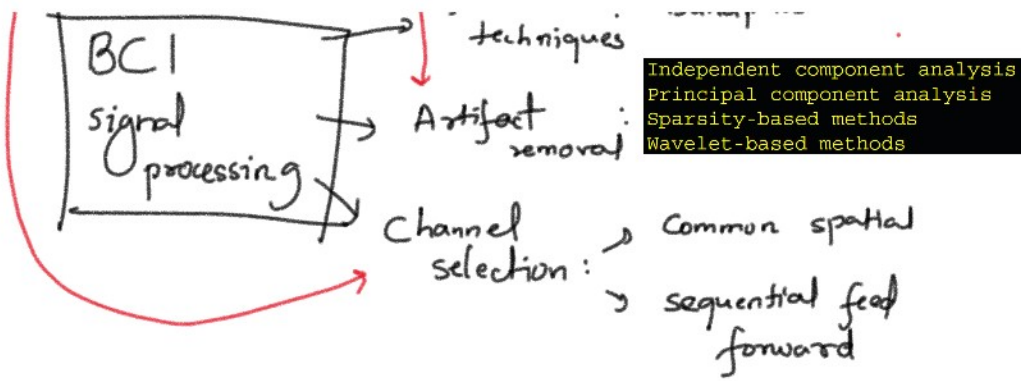 BCI
signal
processing
techniques
Artifact :
removal
Independent component analysis
Principal component analysis
Sparsity-based methods
Wavelet-based methods
Channel
selection :
Common spatial
sequential feed
forward